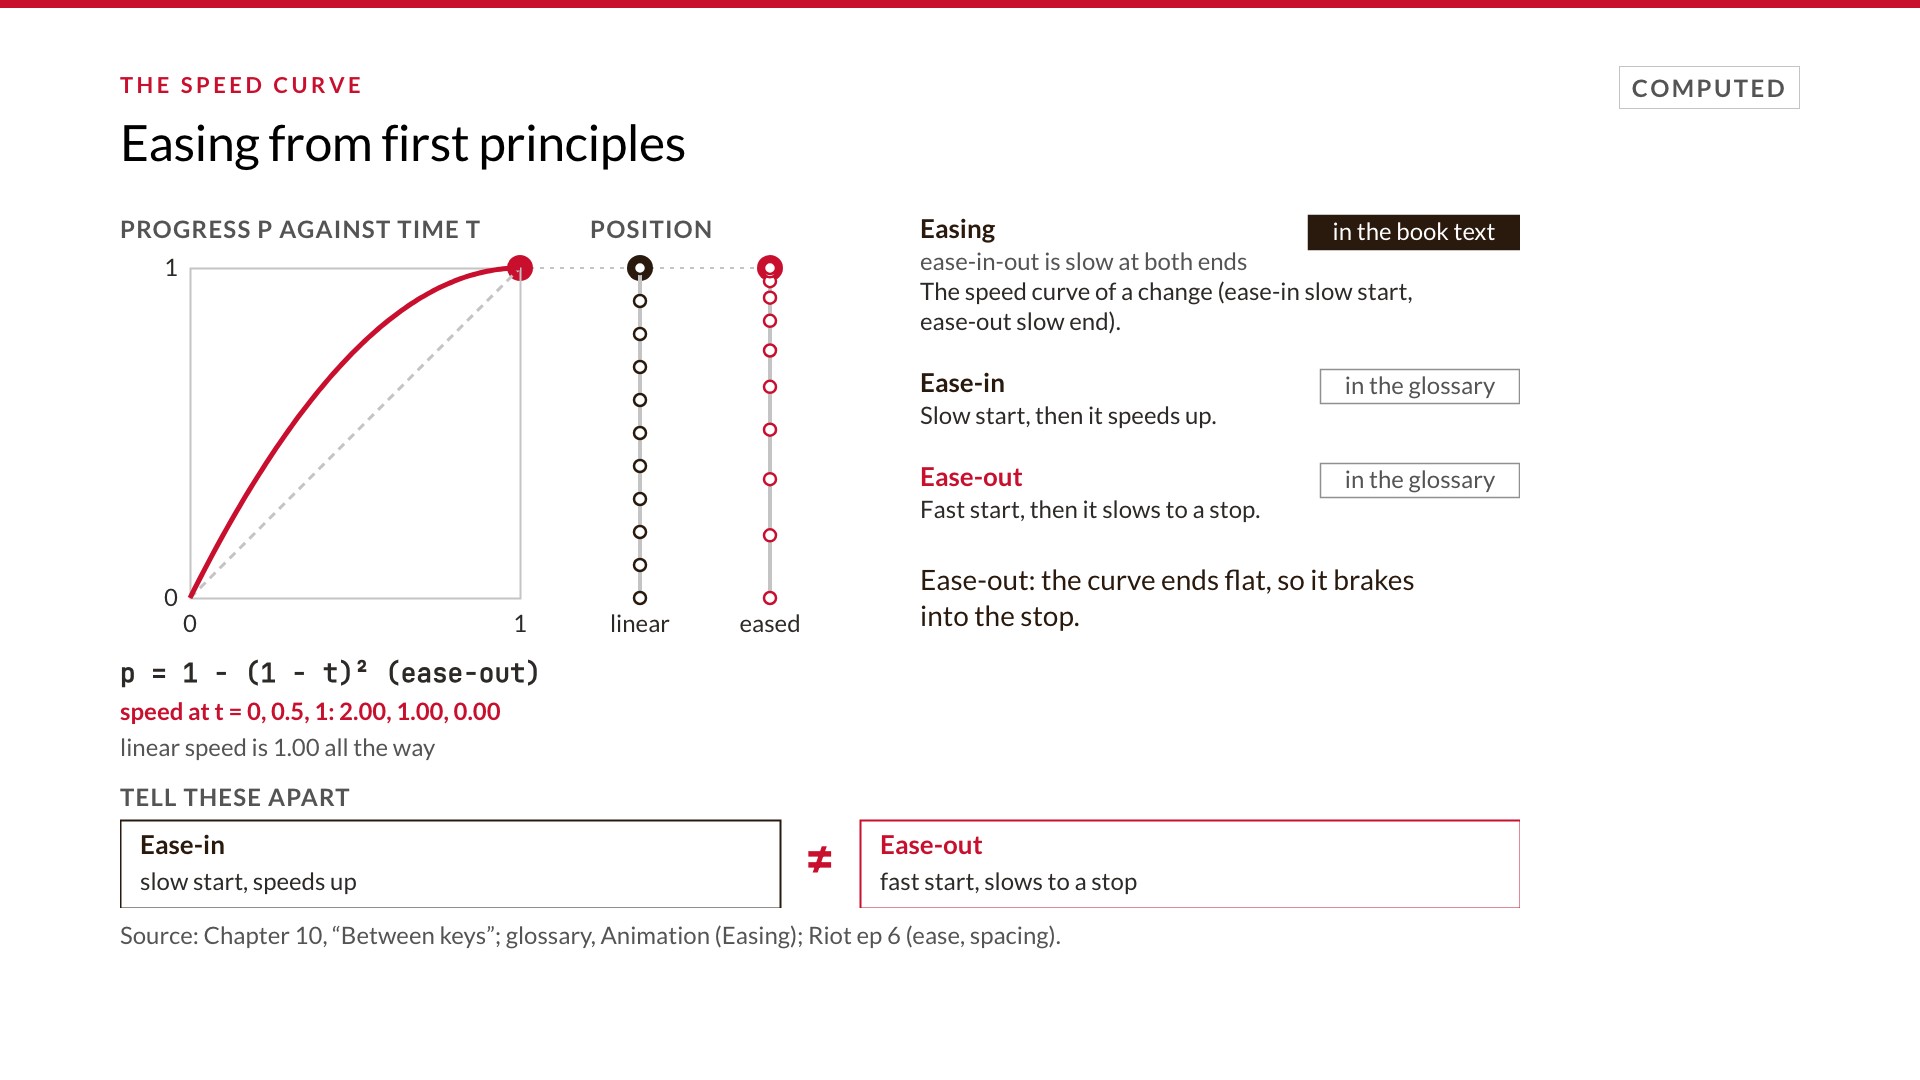 THE SPEED CURVE
COMPUTED
Easing from first principles
PROGRESS P AGAINST TIME T
POSITION
1
0
0
1
linear
eased
p = 1 - (1 - t)² (ease-out)
speed at t = 0, 0.5, 1: 2.00, 1.00, 0.00
linear speed is 1.00 all the way
Easing
in the book text
ease-in-out is slow at both ends
The speed curve of a change (ease-in slow start,
ease-out slow end).
Ease-in
in the glossary
Slow start, then it speeds up.
Ease-out
in the glossary
Fast start, then it slows to a stop.
Ease-out: the curve ends flat, so it brakes
into the stop.
TELL THESE APART
Ease-in
slow start, speeds up
≠
Ease-out
fast start, slows to a stop
Source: Chapter 10, “Between keys”; glossary, Animation (Easing); Riot ep 6 (ease, spacing).